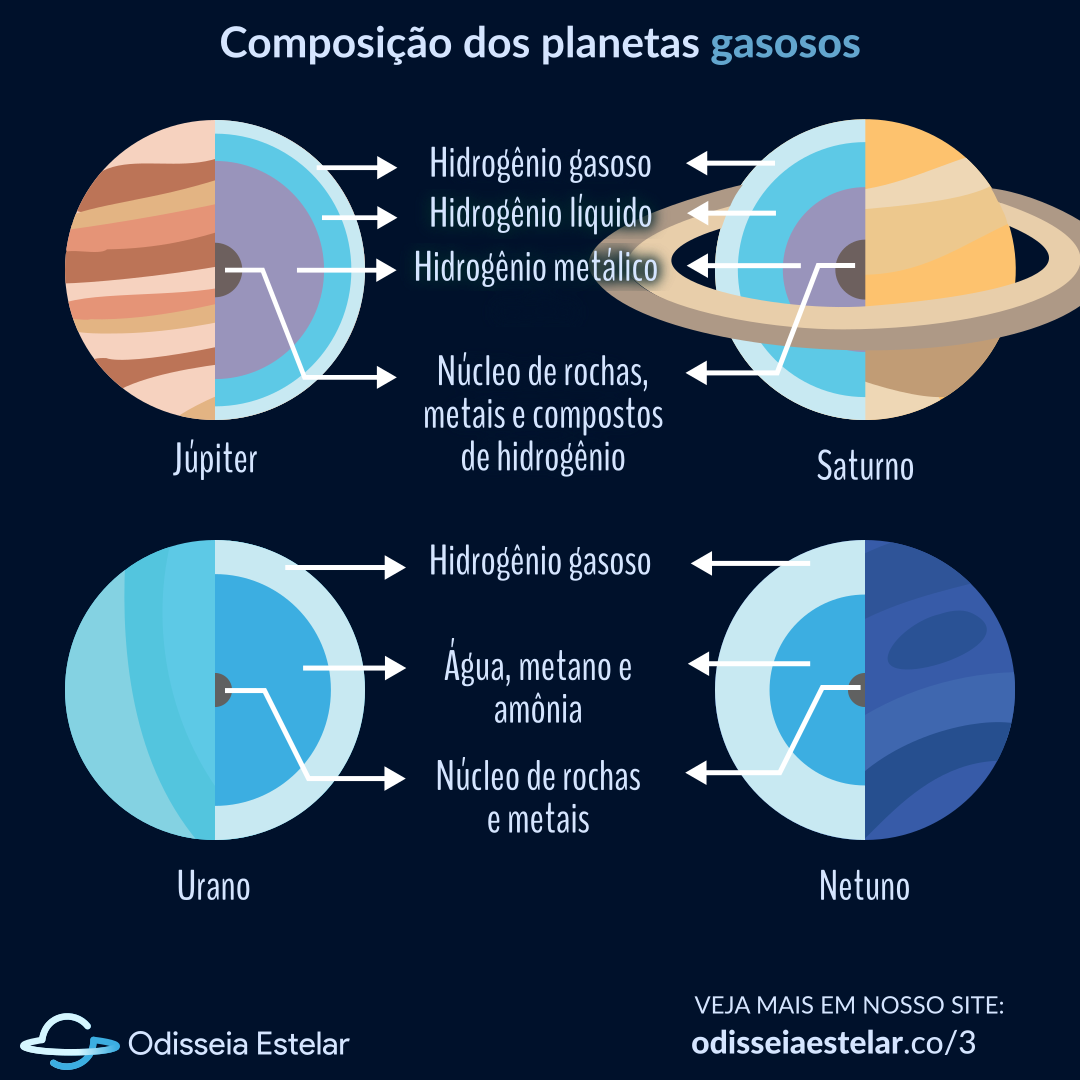 Composição dos planetas gasosos
Hidrogênio gasoso
Hidrogênio líquido
Hidrogênio metálico
Núcleo de rochas,
metais e compostos
de hidrogênio
Júpiter
Saturno
Hidrogênio gasoso
Água, metano e
amônia
Núcleo de rochas
e metais
Urano
Netuno
Odisseia Estelar
VEJA MAIS EM NOSSO SITE:
odisseiaestelar.co/3